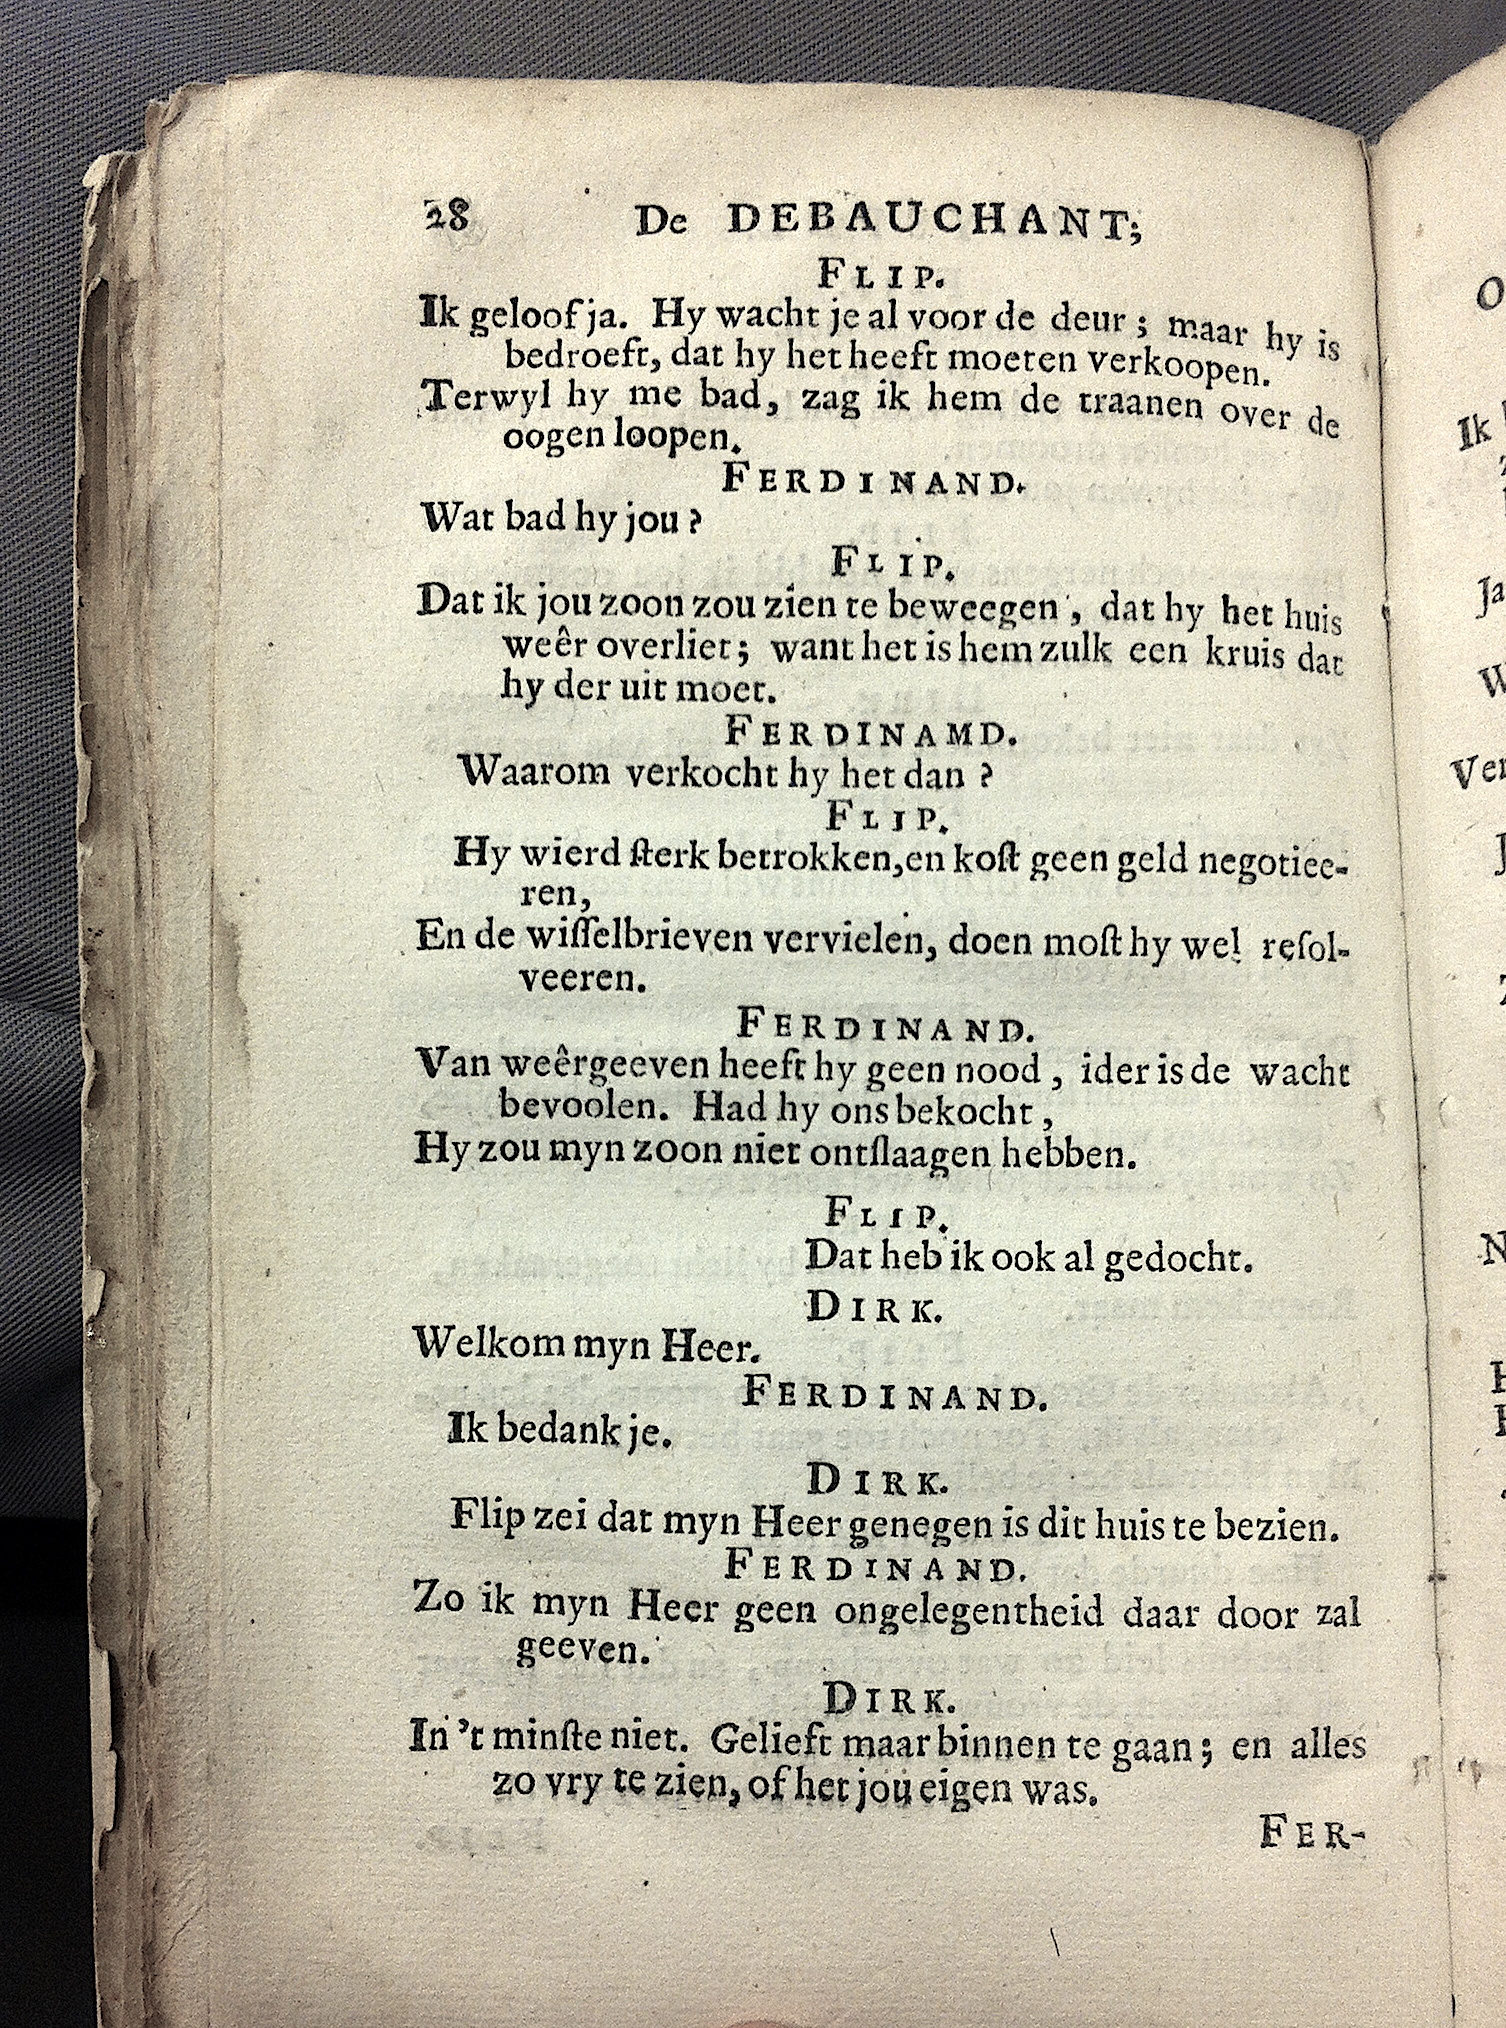 28 De DEBAUCHANT;
FLIP.
Ik geloof ja. Hy wacht je al voor de deur; maar hy is
bedroeft, dat hy het heeft moeten verkoopen.
Terwyl hy me bad, zag ik hem de traanen over de
oogen loopen.
FERDINAND.
Wat bad hy jou?
FLIP.
Dat ik jou zoon zou zien te beweegen, dat hy het huis
weêr overliet; want het is hem zulk een kruis dat
hy der uit moet.
FERDINAMD.
Waarom verkocht hy het dan?
FLIP.
Hy wierd ſterk betrokken, en koſt geen geld negotiee-
ren,
En de wiſſelbrieven vervielen, doen moſt hy wel reſol-
veeren.
FERDINAND.
Van weêrgeeven heeft hy geen nood, ider is de wacht
bevoolen. Had hy ons bekocht,
Hy zou myn zoon niet ontſlaagen hebben.
FLIP.
Dat heb ik ook al gedocht.
DIRK.
Welkom myn Heer.
FERDINAND.
Ik bedank je.
DIRK.
Flip zei dat myn Heer genegen is dit huis te bezien.
FERDINAND.
Zo ik myn Heer geen ongelegentheid daar door zal
geeven.
DIRK.
In 't minſte niet. Gelieft maar binnen te gaan; en alles
zo vry te zien, of het jou eigen was.
FER-
O
Ik
Ja
W
Ver
N